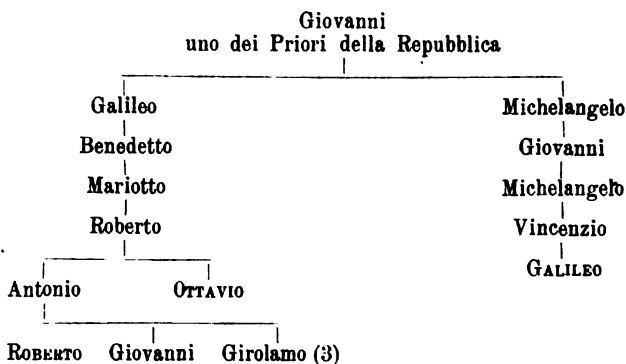 Giovanni
uno dei Priori della Repubblica
Galileo Michelangelo
Benedetto Giovanni
Mariotto Michelangelo
Roberto Vincenzio
GALILEO
Antonio OTTAVIO
ROBERTO Giovanni Girolamo (3)